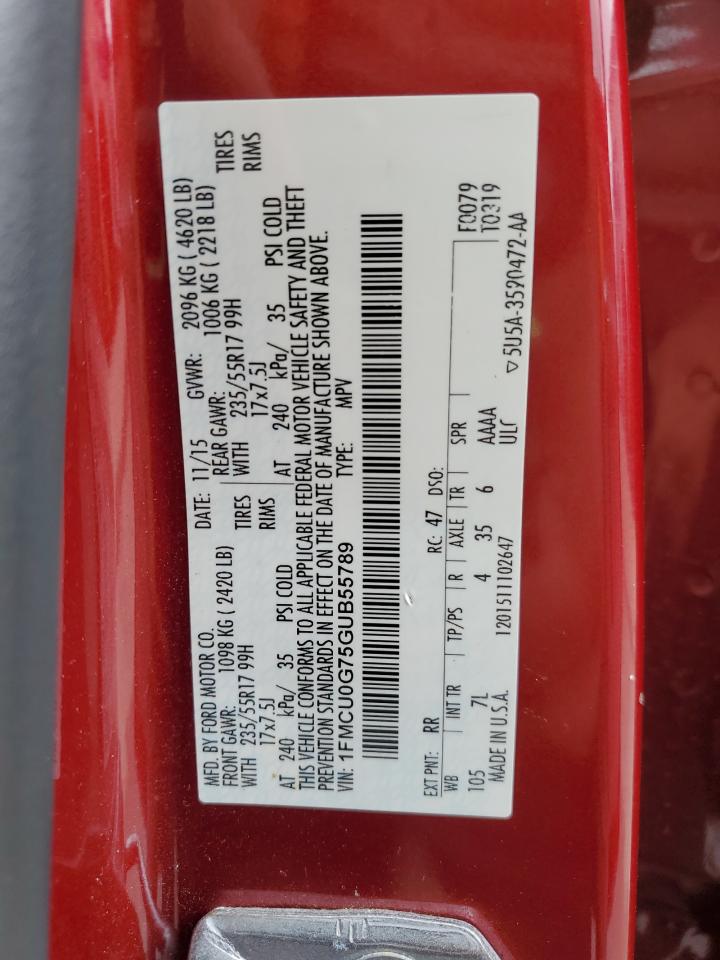 MFD. BY FORD MOTOR CO.
DATE: 11/15 GVWR: 2096 KG ( 4620 LB)
FRONT GAWR: 1098 KG ( 2420 LB) REAR GAWR: 1006 KG ( 2218 LB)
WITH 235/55R17 99H TIRES WITH 235/55R17 99H TIRES
17x7.5J RIMS 17x7.5J RIMS
AT 240 kPa/ 35 PSI COLD AT 240 kPa/ 35 PSI COLD
THIS VEHICLE CONFORMS TO ALL APPLICABLE FEDERAL MOTOR VEHICLE SAFETY AND THEFT
PREVENTION STANDARDS IN EFFECT ON THE DATE OF MANUFACTURE SHOWN ABOVE.
VIN: 1FMCU0G75GUB55789 TYPE: MPV
EXT PNT: RR RC: 47 DSO: F0079
WB INT TR TP/PS R AXLE TR SPR T0319
105 7L 4 35 6 AAAA
MADE IN U.S.A. 1201511102647 ULC
▽5U5A-3590472-AA